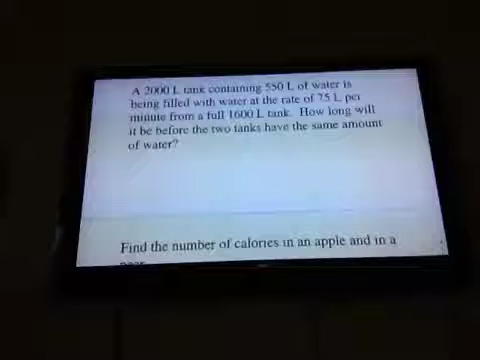 A 2000 L tank containing 550 L of water is
being filled with water at the rate of 75 L per
minute from a full 1600 L tank. How long will
it be before the two tanks have the same amount
of water?
Find the number of calories in an apple and in a